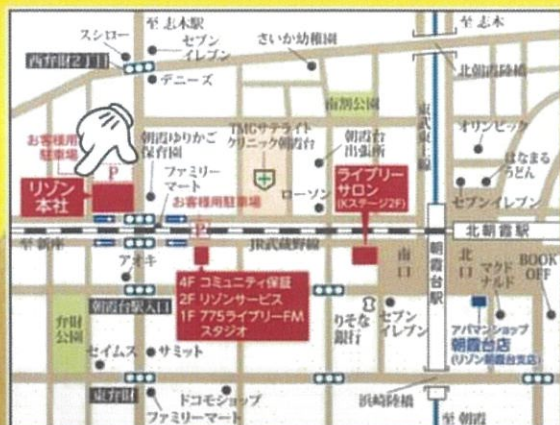 至 志木駅
至 志木
スシロー
セブン
イレブン
さいか幼稚園
西弁財2丁目
デニーズ
北朝霞陸橋
南割公園
東武東上線
お客様用
駐車場
P
朝霞ゆりかご
保育園
TMGサテライト
クリニック朝霞台
朝霞台
出張所
オリンピック
はなまる
うどん
リゾン
本社
ファミリー
マート
お客様用駐車場
P
ローソン
ライブリー
サロン
(Kステージ2F)
セブンイレブン
至 新座
JR武蔵野線
北朝霞駅
アオキ
4F コミュニティ保証
2F リゾンサービス
1F 775ライブリーFM
スタジオ
南口
朝霞台駅
北口
マクド
ナルド
BOOK
OFF
弁財
公園
朝霞台駅入口
りそな
銀行
セブン
イレブン
アパマンショップ
朝霞台店
(リゾン朝霞台支店)
セイムス
サミット
東弁財
ファミリーマート
ドコモショップ
浜崎陸橋
至 朝霞